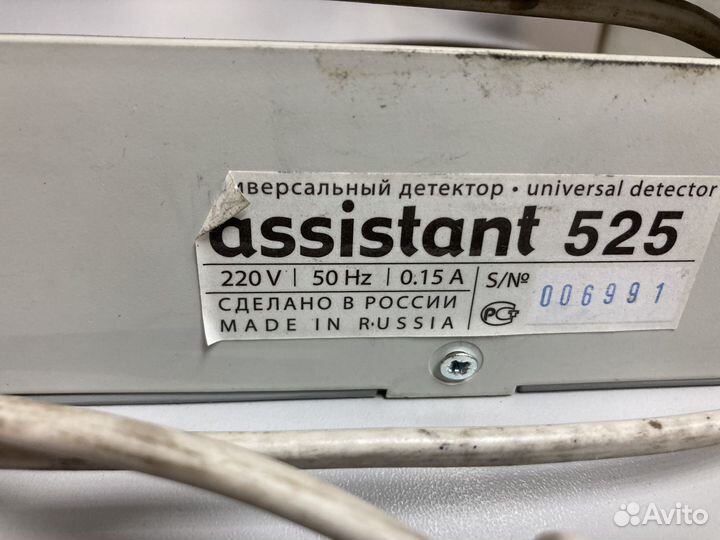 иверсальный детектор • universal detector
assistant 525
220 V | 50 Hz | 0.15 A
S/№ 006991
СДЕЛАНО В РОССИИ
MADE IN RUSSIA
РСТ
Avito